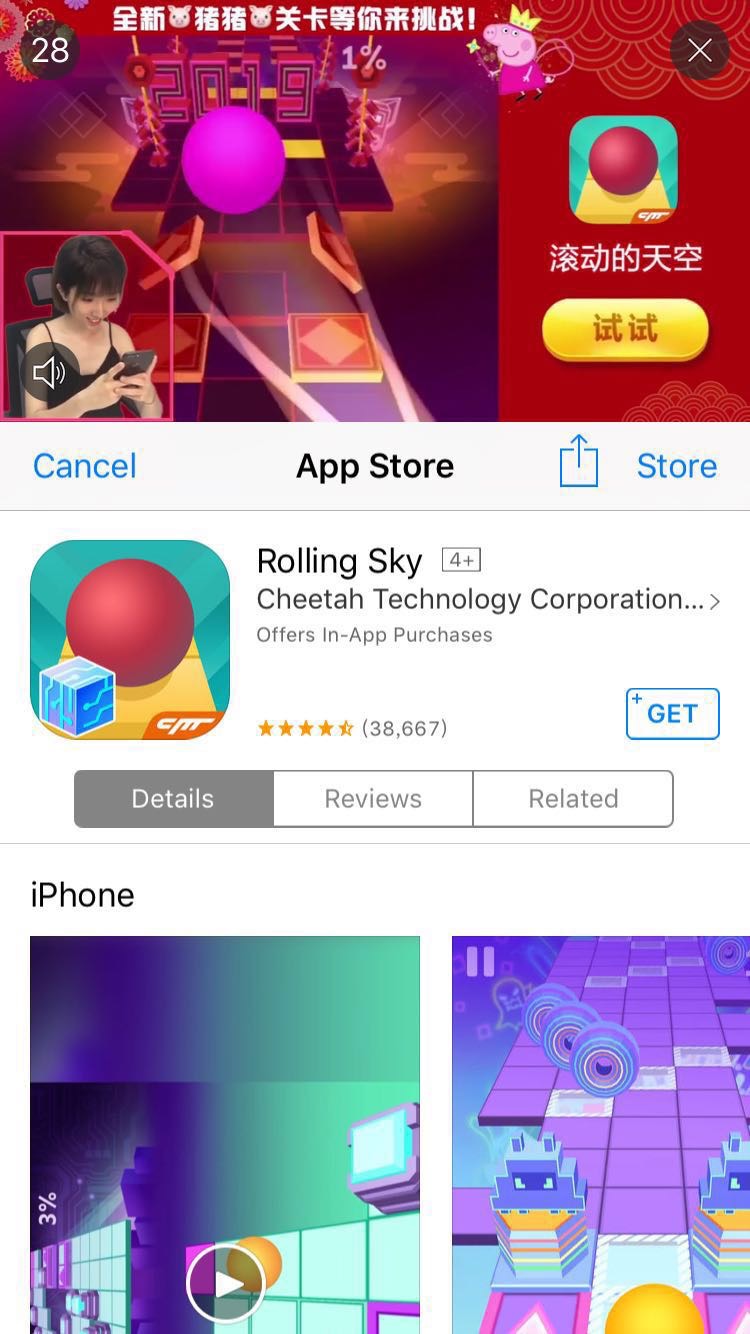 全新🐷猪猪🐷关卡等你来挑战!
28
1%
2019
滚动的天空
试试
Cancel
App Store
Store
Rolling Sky 4+
Cheetah Technology Corporation...
Offers In-App Purchases
(38,667)
+GET
CMT
Details
Reviews
Related
iPhone
3%